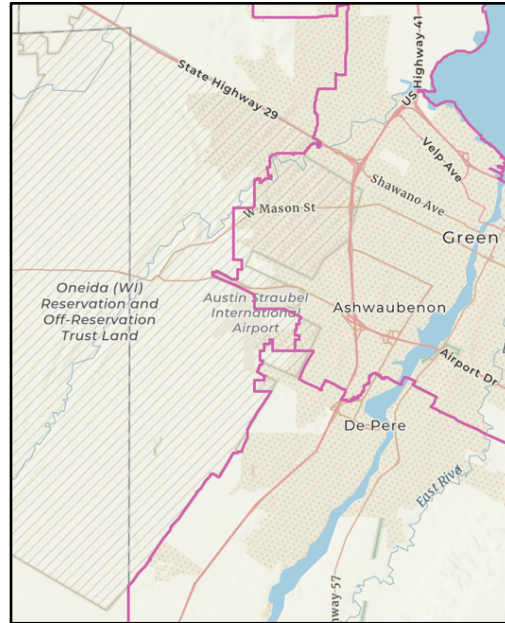 US Highway 41
State Highway 29
Velp Ave
Shawano Ave
W Mason St
Green
Oneida (WI)
Reservation and
Off-Reservation
Trust Land
Austin Straubel
International
Airport
Ashwaubenon
Airport Dr
De Pere
East Rive
hway 57